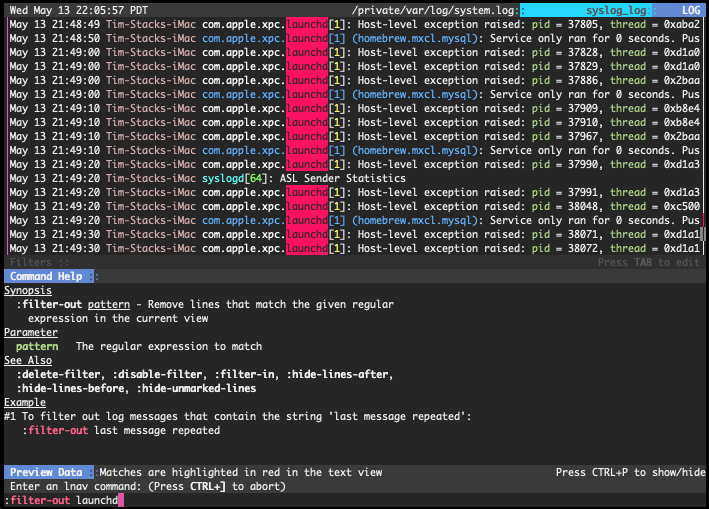 Wed May 13 22:05:57 PDT /private/var/log/system.log: syslog_log: LOG
May 13 21:48:49 Tim-Stacks-iMac com.apple.xpc.launchd[1]: Host-level exception raised: pid = 37805, thread = 0xaba2
May 13 21:48:50 Tim-Stacks-iMac com.apple.xpc.launchd[1] (homebrew.mxcl.mysql): Service only ran for 0 seconds. Pus
May 13 21:49:00 Tim-Stacks-iMac com.apple.xpc.launchd[1]: Host-level exception raised: pid = 37828, thread = 0xd1a0
May 13 21:49:00 Tim-Stacks-iMac com.apple.xpc.launchd[1]: Host-level exception raised: pid = 37829, thread = 0xd1a0
May 13 21:49:00 Tim-Stacks-iMac com.apple.xpc.launchd[1]: Host-level exception raised: pid = 37886, thread = 0x2baa
May 13 21:49:00 Tim-Stacks-iMac com.apple.xpc.launchd[1] (homebrew.mxcl.mysql): Service only ran for 0 seconds. Pus
May 13 21:49:10 Tim-Stacks-iMac com.apple.xpc.launchd[1]: Host-level exception raised: pid = 37909, thread = 0xb8e4
May 13 21:49:10 Tim-Stacks-iMac com.apple.xpc.launchd[1]: Host-level exception raised: pid = 37910, thread = 0xb8e4
May 13 21:49:10 Tim-Stacks-iMac com.apple.xpc.launchd[1]: Host-level exception raised: pid = 37967, thread = 0x2baa
May 13 21:49:10 Tim-Stacks-iMac com.apple.xpc.launchd[1] (homebrew.mxcl.mysql): Service only ran for 0 seconds. Pus
May 13 21:49:20 Tim-Stacks-iMac com.apple.xpc.launchd[1]: Host-level exception raised: pid = 37990, thread = 0xd1a3
May 13 21:49:20 Tim-Stacks-iMac syslogd[64]: ASL Sender Statistics
May 13 21:49:20 Tim-Stacks-iMac com.apple.xpc.launchd[1]: Host-level exception raised: pid = 37991, thread = 0xd1a3
May 13 21:49:20 Tim-Stacks-iMac com.apple.xpc.launchd[1]: Host-level exception raised: pid = 38048, thread = 0xc500
May 13 21:49:20 Tim-Stacks-iMac com.apple.xpc.launchd[1] (homebrew.mxcl.mysql): Service only ran for 0 seconds. Pus
May 13 21:49:30 Tim-Stacks-iMac com.apple.xpc.launchd[1]: Host-level exception raised: pid = 38071, thread = 0xd1a1
May 13 21:49:30 Tim-Stacks-iMac com.apple.xpc.launchd[1]: Host-level exception raised: pid = 38072, thread = 0xd1a1
Filters :: Press TAB to edit
Command Help ::
Synopsis
:filter-out pattern - Remove lines that match the given regular
expression in the current view
Parameter
pattern The regular expression to match
See Also
:delete-filter, :disable-filter, :filter-in, :hide-lines-after,
:hide-lines-before, :hide-unmarked-lines
Example
#1 To filter out log messages that contain the string 'last message repeated':
:filter-out last message repeated
Preview Data ::Matches are highlighted in red in the text view Press CTRL+P to show/hide
Enter an lnav command: (Press CTRL+] to abort)
:filter-out launchd